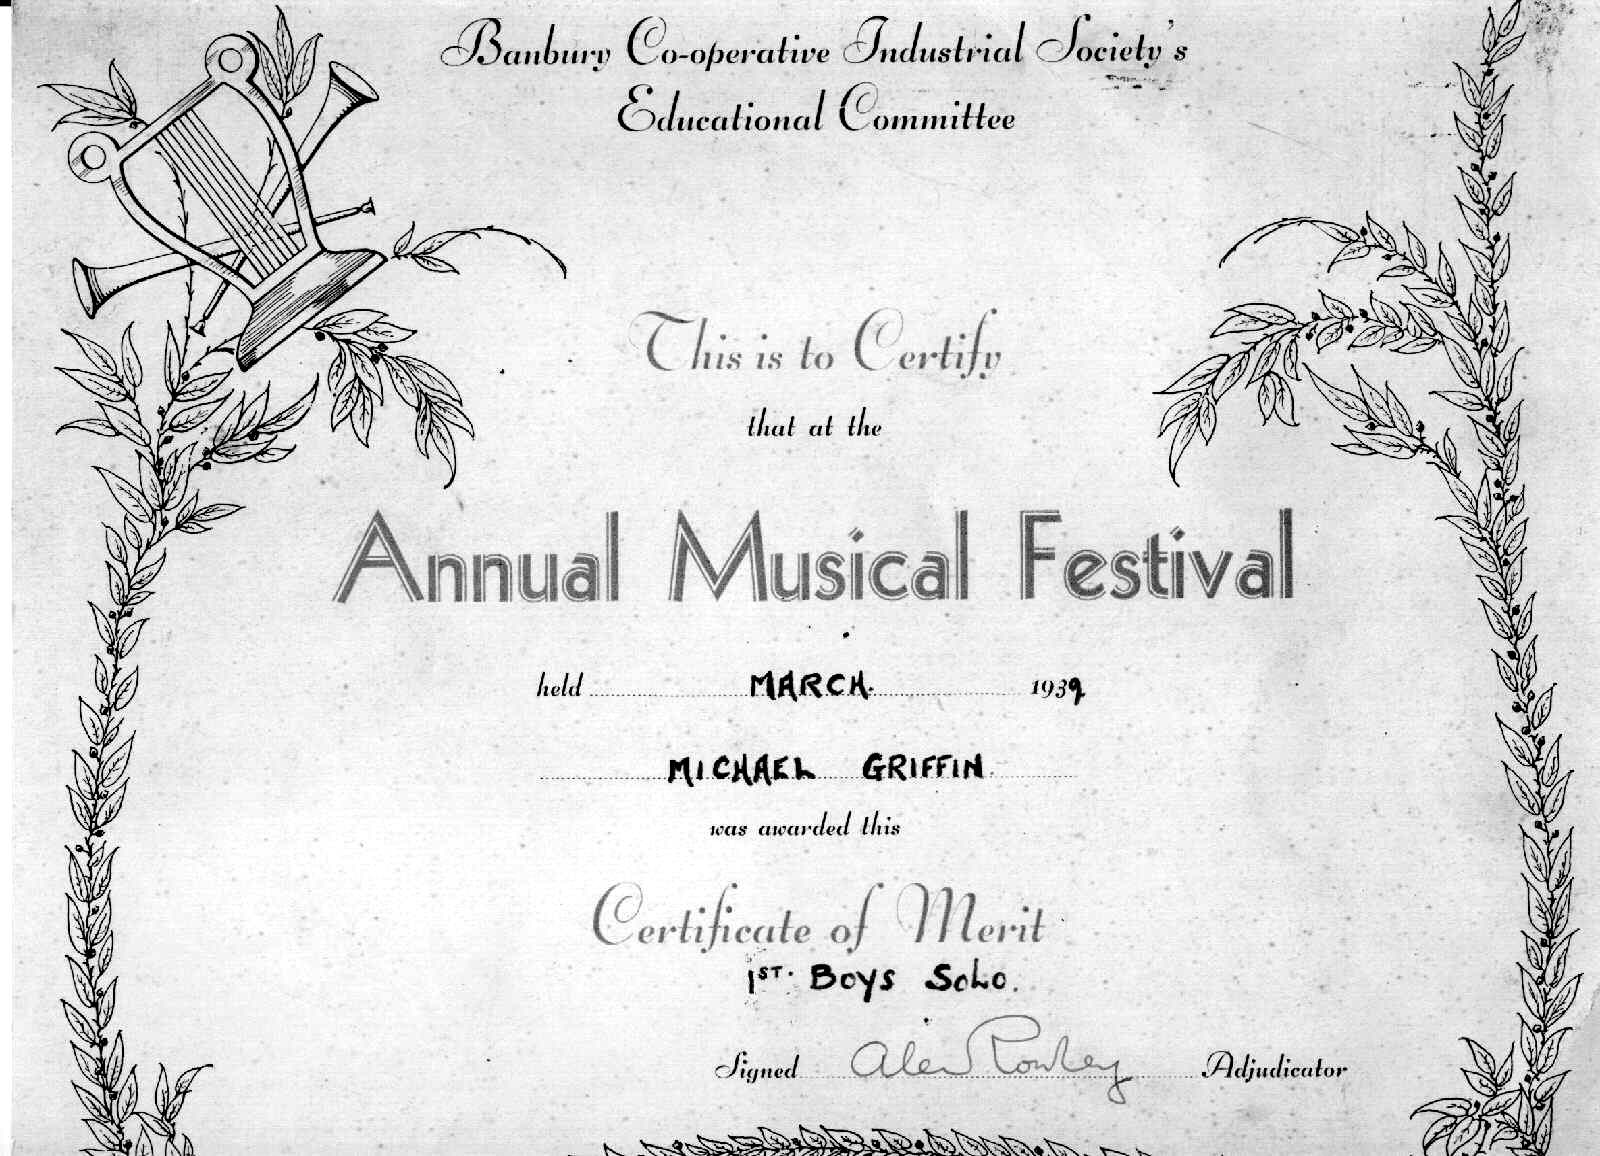 Banbury Co-operative Industrial Society's
Educational Committee
This is to Certify
that at the
Annual Musical Festival
held MARCH. 1939
MICHAEL GRIFFIN.
was awarded this
Certificate of Merit
1ST. BOYS SOLO.
Signed Alec Rowley Adjudicator